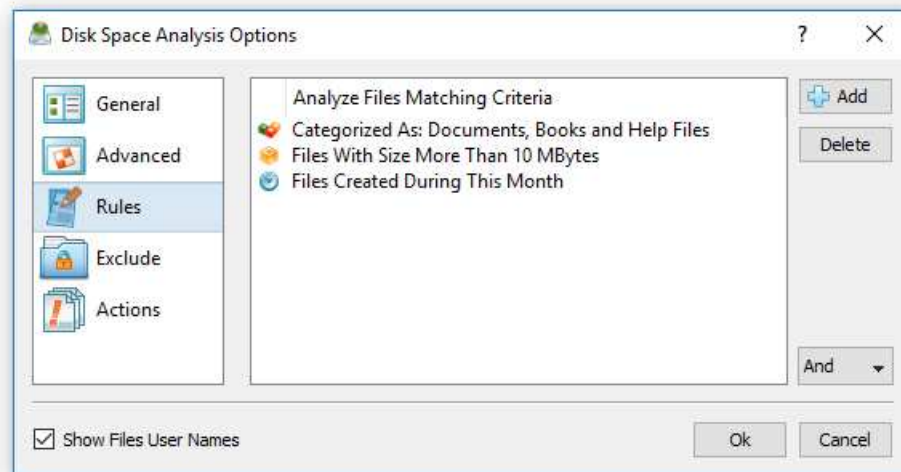 Disk Space Analysis Options
?
General
Advanced
Rules
Exclude
Actions
Analyze Files Matching Criteria
Categorized As: Documents, Books and Help Files
Files With Size More Than 10 MBytes
Files Created During This Month
Add
Delete
And
Show Files User Names
Ok
Cancel